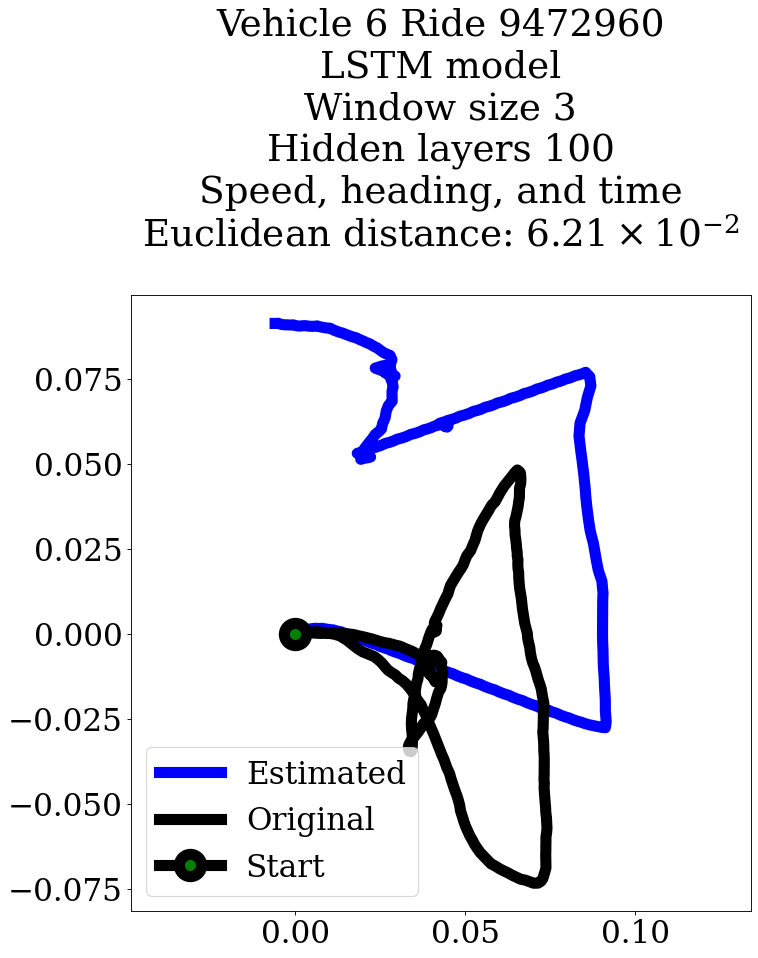 Vehicle 6 Ride 9472960
LSTM model
Window size 3
Hidden layers 100
Speed, heading, and time
Euclidean distance: 6.21 × 10⁻²
0.075
0.050
0.025
0.000
−0.025
−0.050
−0.075
Estimated
Original
Start
0.00 0.05 0.10